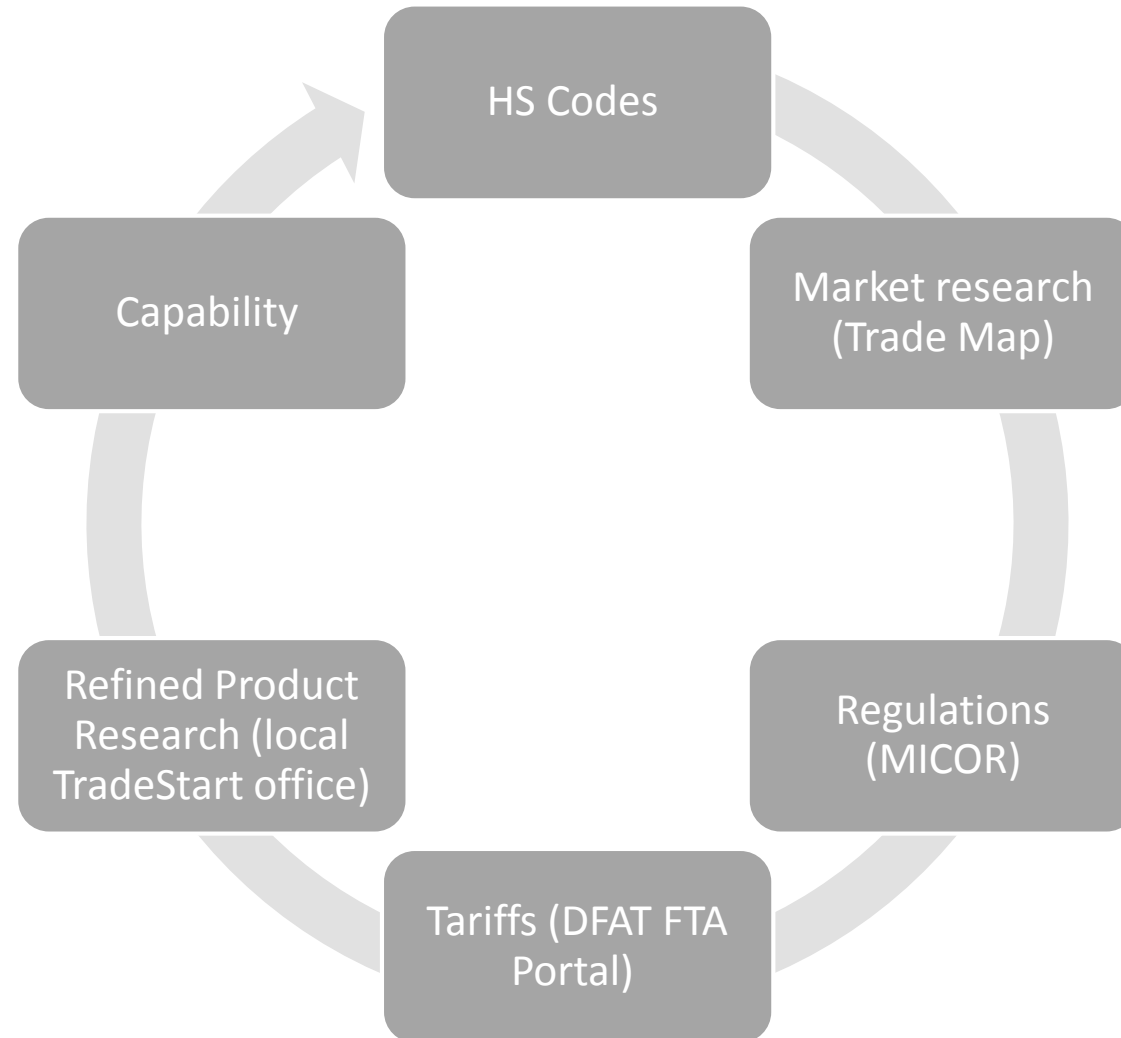 HS Codes
Market research
(Trade Map)
Regulations
(MICOR)
Tariffs (DFAT FTA
Portal)
Refined Product
Research (local
TradeStart office)
Capability